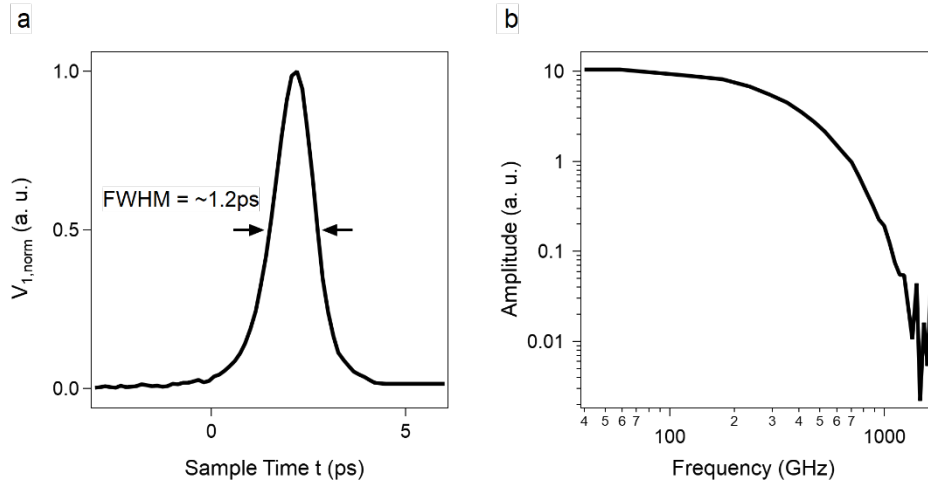 a
1.0
0.5
0.0
V1,norm (a. u.)
FWHM = ~1.2ps
0
5
Sample Time t (ps)
b
10
1
0.1
0.01
Amplitude (a. u.)
4 5 6 7 2 3 4 5 6 7
100 1000
Frequency (GHz)